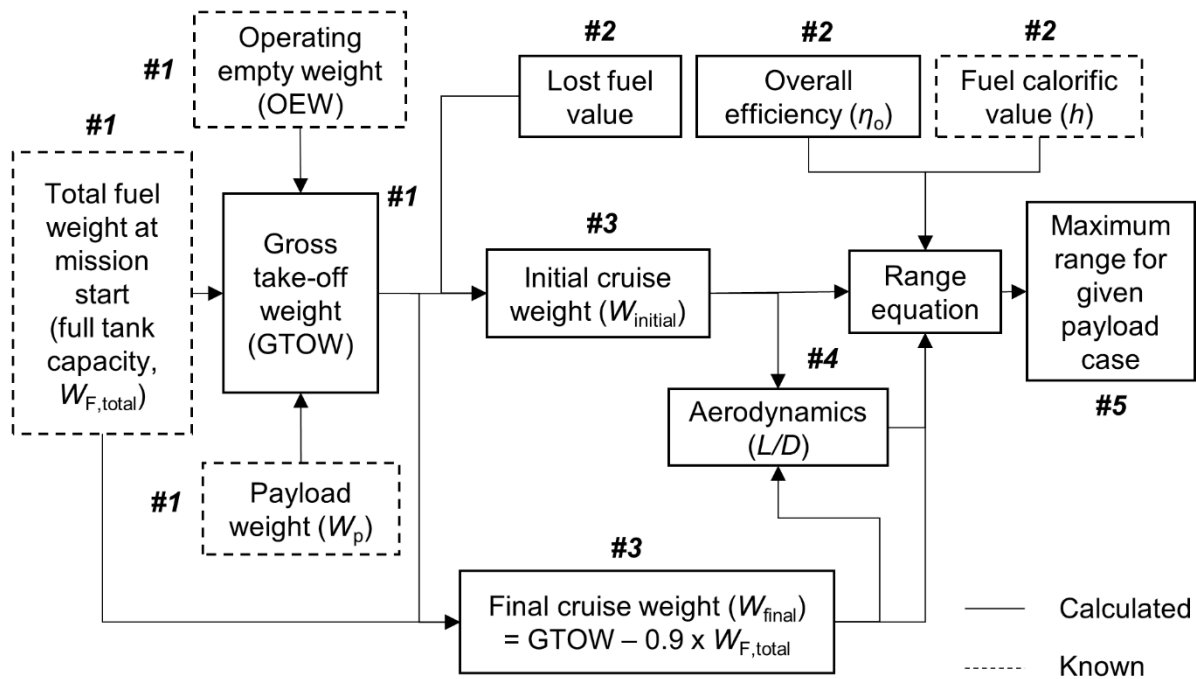 #1
Operating
empty weight
(OEW)
#2
Lost fuel
value
#2
Overall
efficiency (ηo)
#2
Fuel calorific
value (h)
#1
Total fuel
weight at
mission
start
(full tank
capacity,
WF,total)
#1
Gross
take-off
weight
(GTOW)
#3
Initial cruise
weight (Winitial)
Range
equation
Maximum
range for
given
payload
case
#5
#4
Aerodynamics
(L/D)
#1
Payload
weight (Wp)
#3
Final cruise weight (Wfinal)
= GTOW – 0.9 x WF,total
Calculated
Known